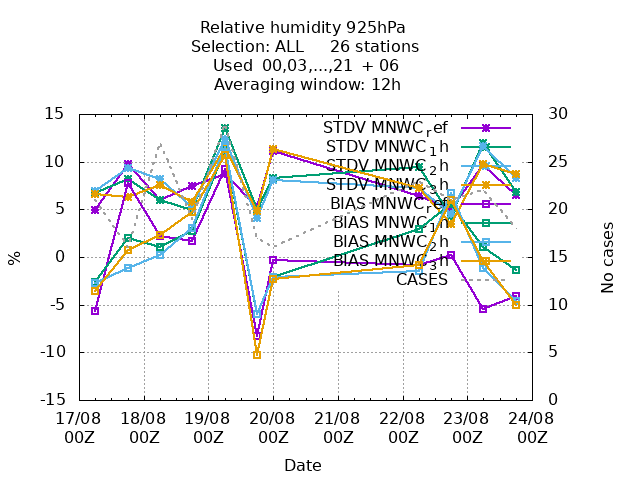 Relative humidity 925hPa
Selection: ALL 26 stations
Used 00,03,...,21 + 06
Averaging window: 12h
15
10
5
0
-5
-10
-15
%
30
25
20
15
10
5
0
No cases
STDV MNWC_ref
STDV MNWC_1h
STDV MNWC_2h
STDV MNWC_3h
BIAS MNWC_ref
BIAS MNWC_1h
BIAS MNWC_2h
BIAS MNWC_3h
CASES
17/08 18/08 19/08 20/08 21/08 22/08 23/08 24/08
00Z 00Z 00Z 00Z 00Z 00Z 00Z 00Z
Date